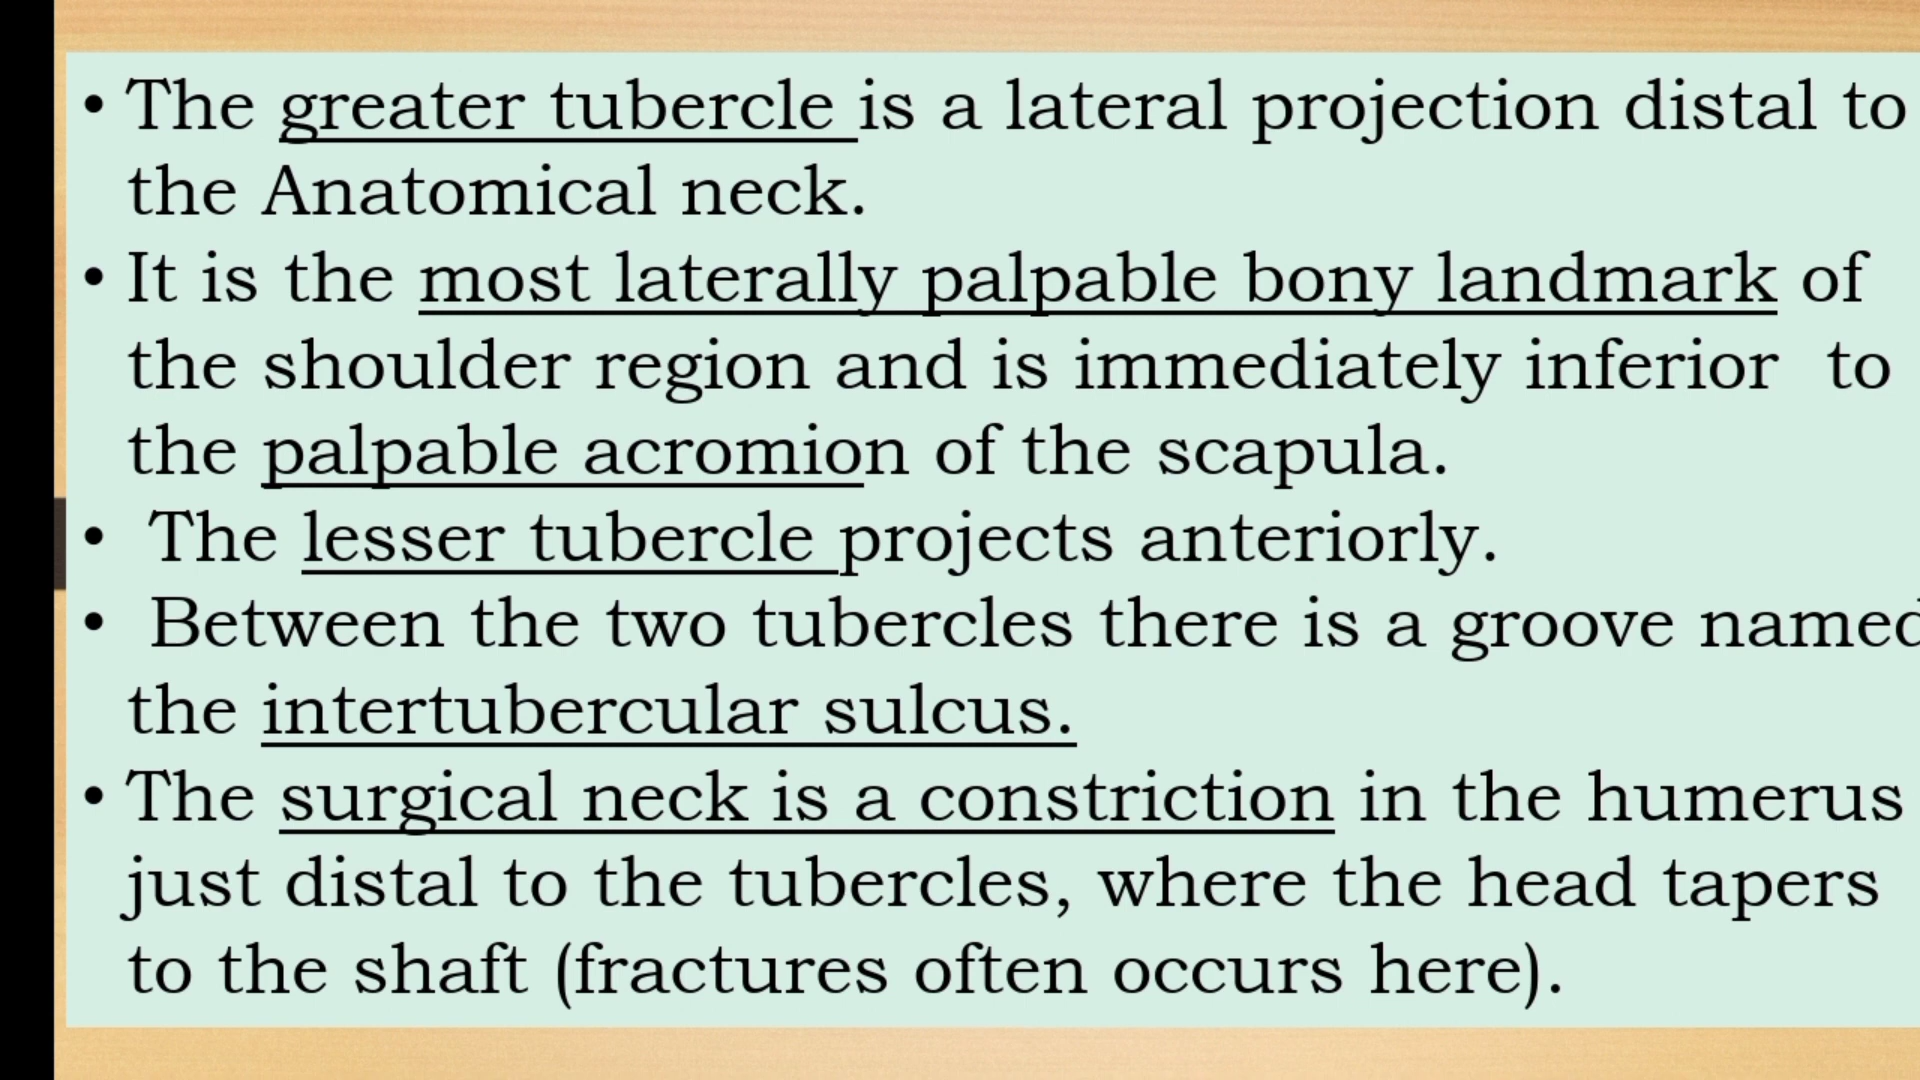 • The greater tubercle is a lateral projection distal to
the Anatomical neck.
• It is the most laterally palpable bony landmark of
the shoulder region and is immediately inferior to
the palpable acromion of the scapula.
• The lesser tubercle projects anteriorly.
• Between the two tubercles there is a groove named
the intertubercular sulcus.
• The surgical neck is a constriction in the humerus
just distal to the tubercles, where the head tapers
to the shaft (fractures often occurs here).